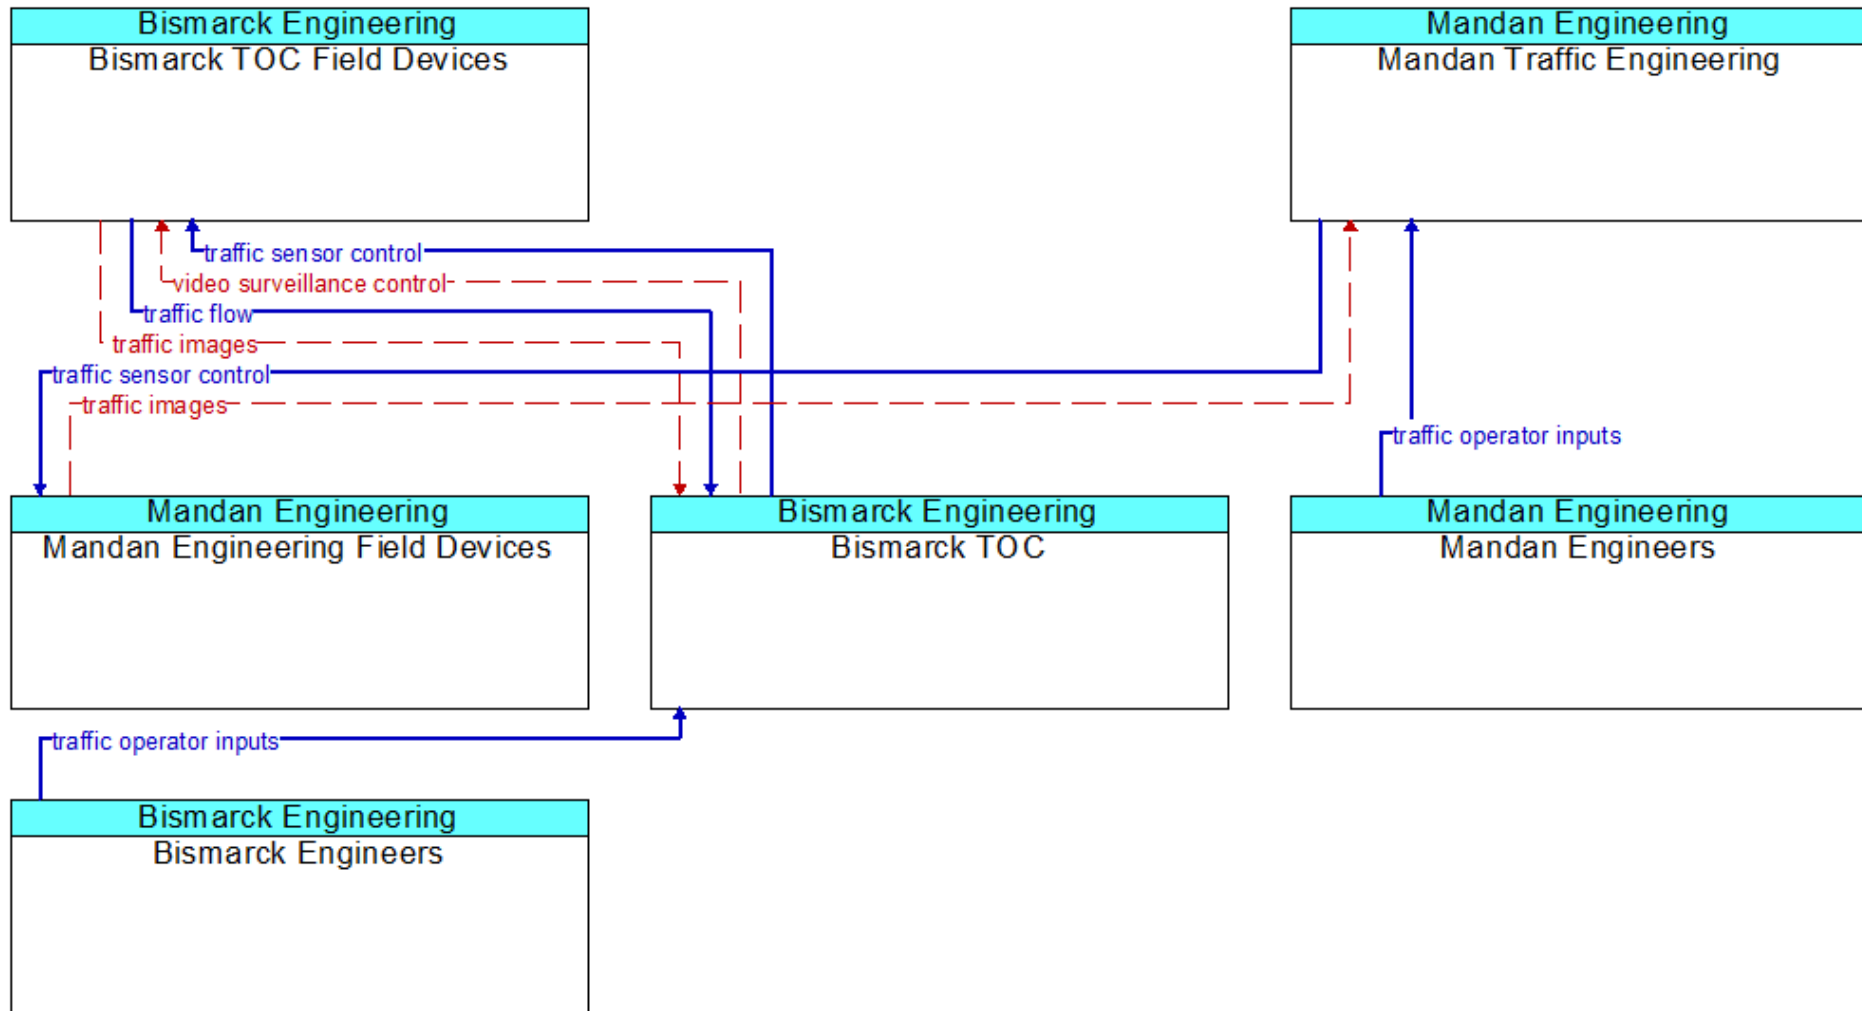 Bismarck Engineering
Bismarck TOC Field Devices
Mandan Engineering
Mandan Traffic Engineering
traffic sensor control
video surveillance control
traffic flow
traffic images
traffic sensor control
traffic images
traffic operator inputs
Mandan Engineering
Mandan Engineering Field Devices
Bismarck Engineering
Bismarck TOC
Mandan Engineering
Mandan Engineers
traffic operator inputs
Bismarck Engineering
Bismarck Engineers